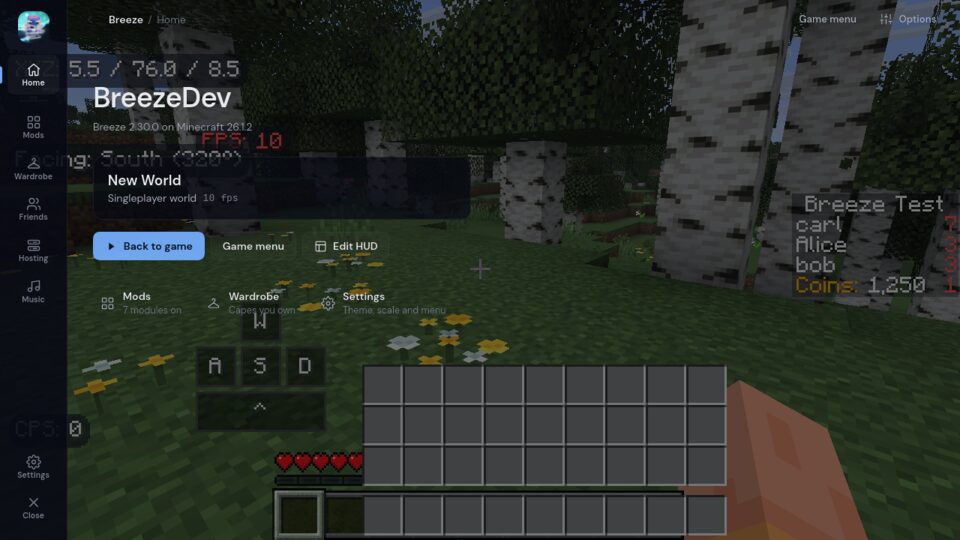 Breeze / Home
Game menu
Options
XYZ: 5.5 / 76.0 / 8.5
Home
BreezeDev
Breeze 2.30.0 on Minecraft 26.1.2
Mods
FPS: 10
Facing: South (320°)
Wardrobe
New World
Singleplayer world 10 fps
Friends
Breeze Test
carl 7
Alice 3
bob 3
Coins: 1,250 1
Hosting
Back to game
Game menu
Edit HUD
Music
Mods
7 modules on
Wardrobe
Capes you own
Settings
Theme, scale and menu
W
A S D
^
CPS: 0
Settings
Close